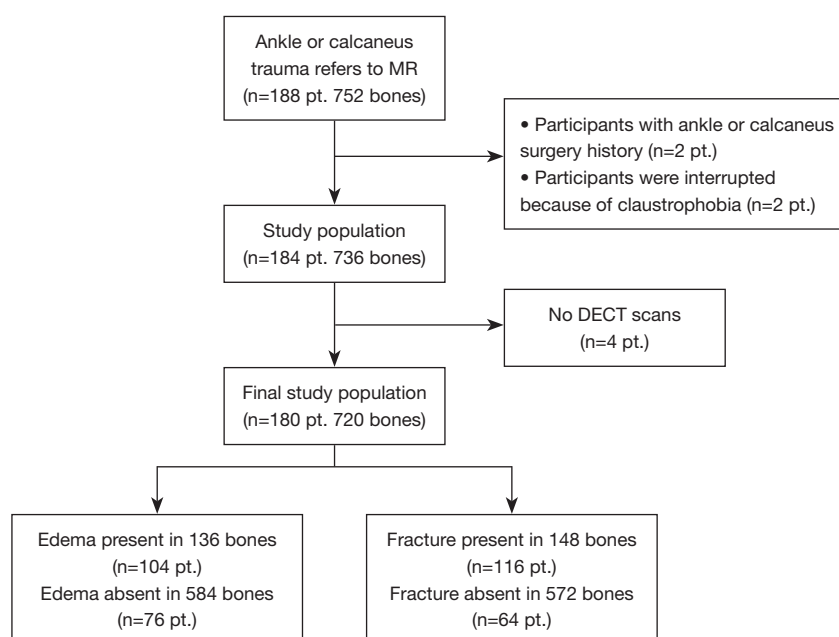 Ankle or calcaneus
trauma refers to MR
(n=188 pt. 752 bones)
• Participants with ankle or calcaneus
surgery history (n=2 pt.)
• Participants were interrupted
because of claustrophobia (n=2 pt.)
Study population
(n=184 pt. 736 bones)
No DECT scans
(n=4 pt.)
Final study population
(n=180 pt. 720 bones)
Edema present in 136 bones
(n=104 pt.)
Edema absent in 584 bones
(n=76 pt.)
Fracture present in 148 bones
(n=116 pt.)
Fracture absent in 572 bones
(n=64 pt.)